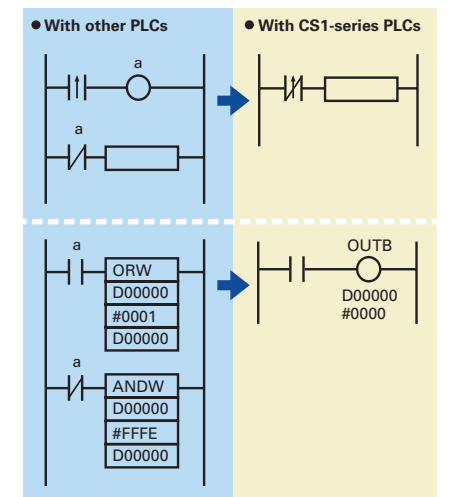 ● With other PLCs
● With CS1-series PLCs
a
a
a
ORW
D00000
#0001
D00000
OUTB
D00000
#0000
a
ANDW
D00000
#FFFE
D00000